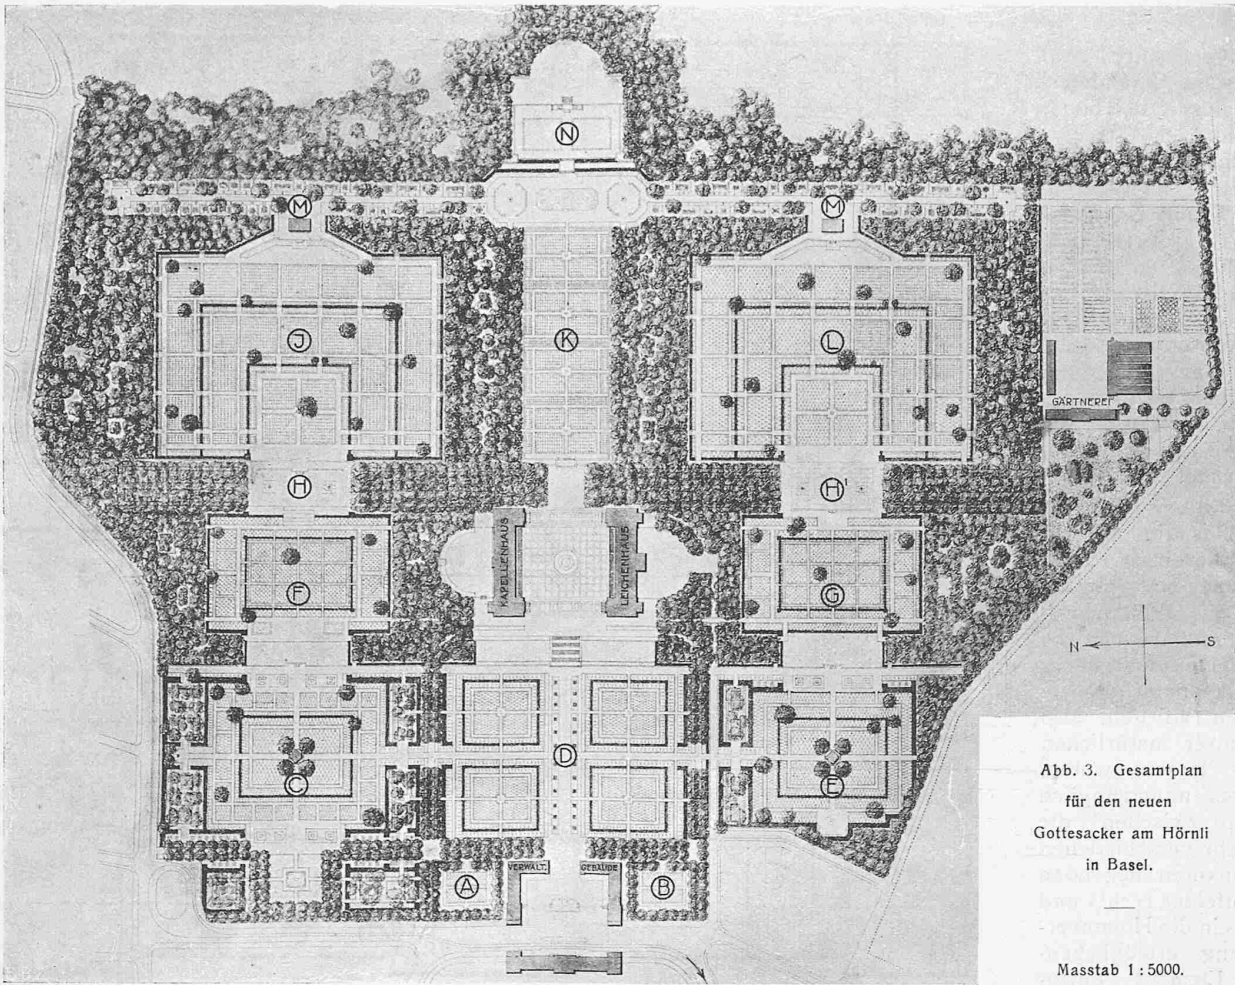 N
M
M
K
J
L
GÄRTNEREI
H
H¹
KAPELLENHAUS
LEICHENHAUS
F
G
N
S
D
C
E
VERWALT.
GEBÄUDE
A
B
Abb. 3. Gesamtplan
für den neuen
Gottesacker am Hörnli
in Basel.
Masstab 1 : 5000.